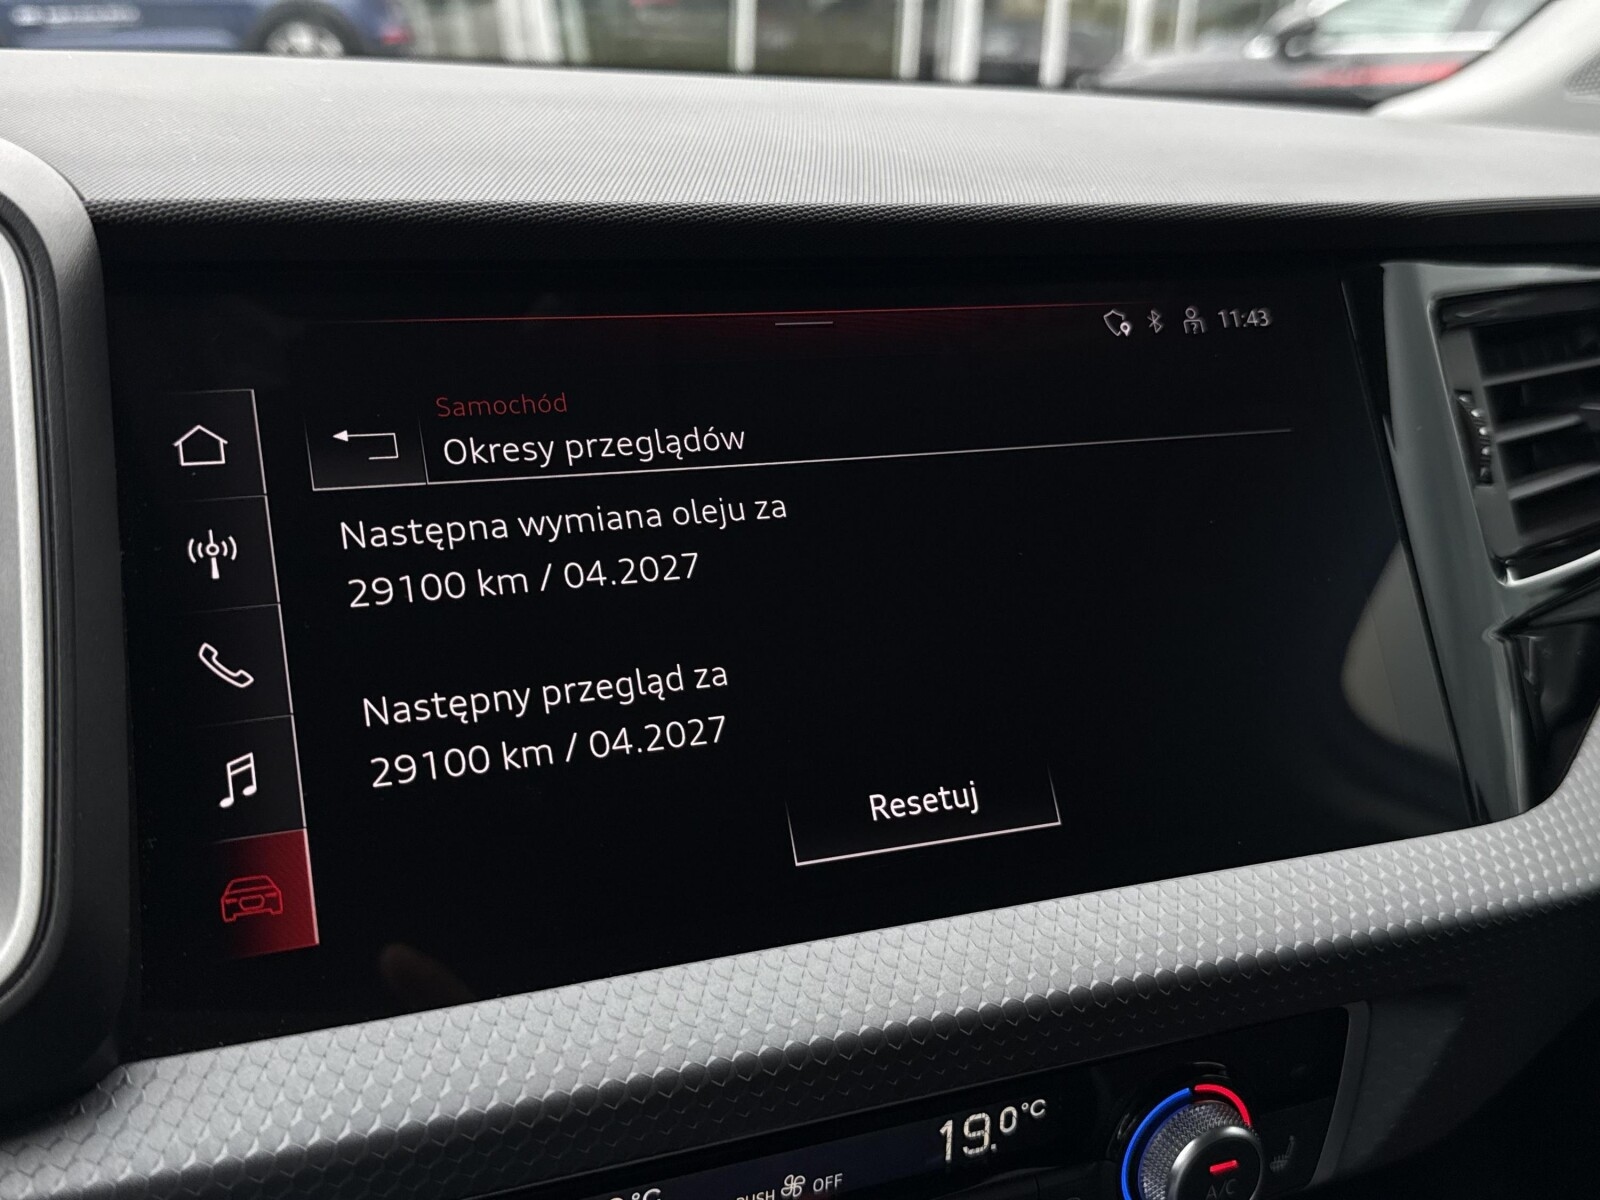 11:43
Samochód
Okresy przeglądów
Następna wymiana oleju za
29100 km / 04.2027
Następny przegląd za
29100 km / 04.2027
Resetuj
19.0°C
°C
PUSH OFF
A/C